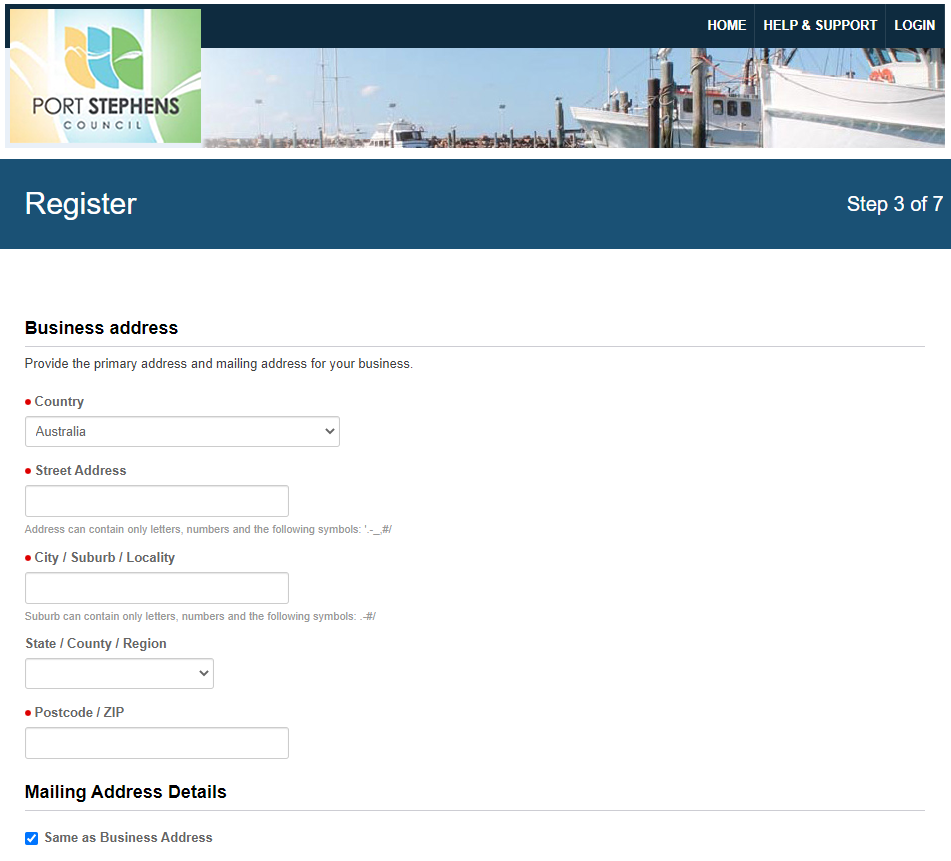 HOME HELP & SUPPORT LOGIN
PORT STEPHENS
COUNCIL
Register
Step 3 of 7
Business address
Provide the primary address and mailing address for your business.
Country
Australia
Street Address
Address can contain only letters, numbers and the following symbols: '.-_,#/
City / Suburb / Locality
Suburb can contain only letters, numbers and the following symbols: .-#/
State / County / Region
Postcode / ZIP
Mailing Address Details
Same as Business Address